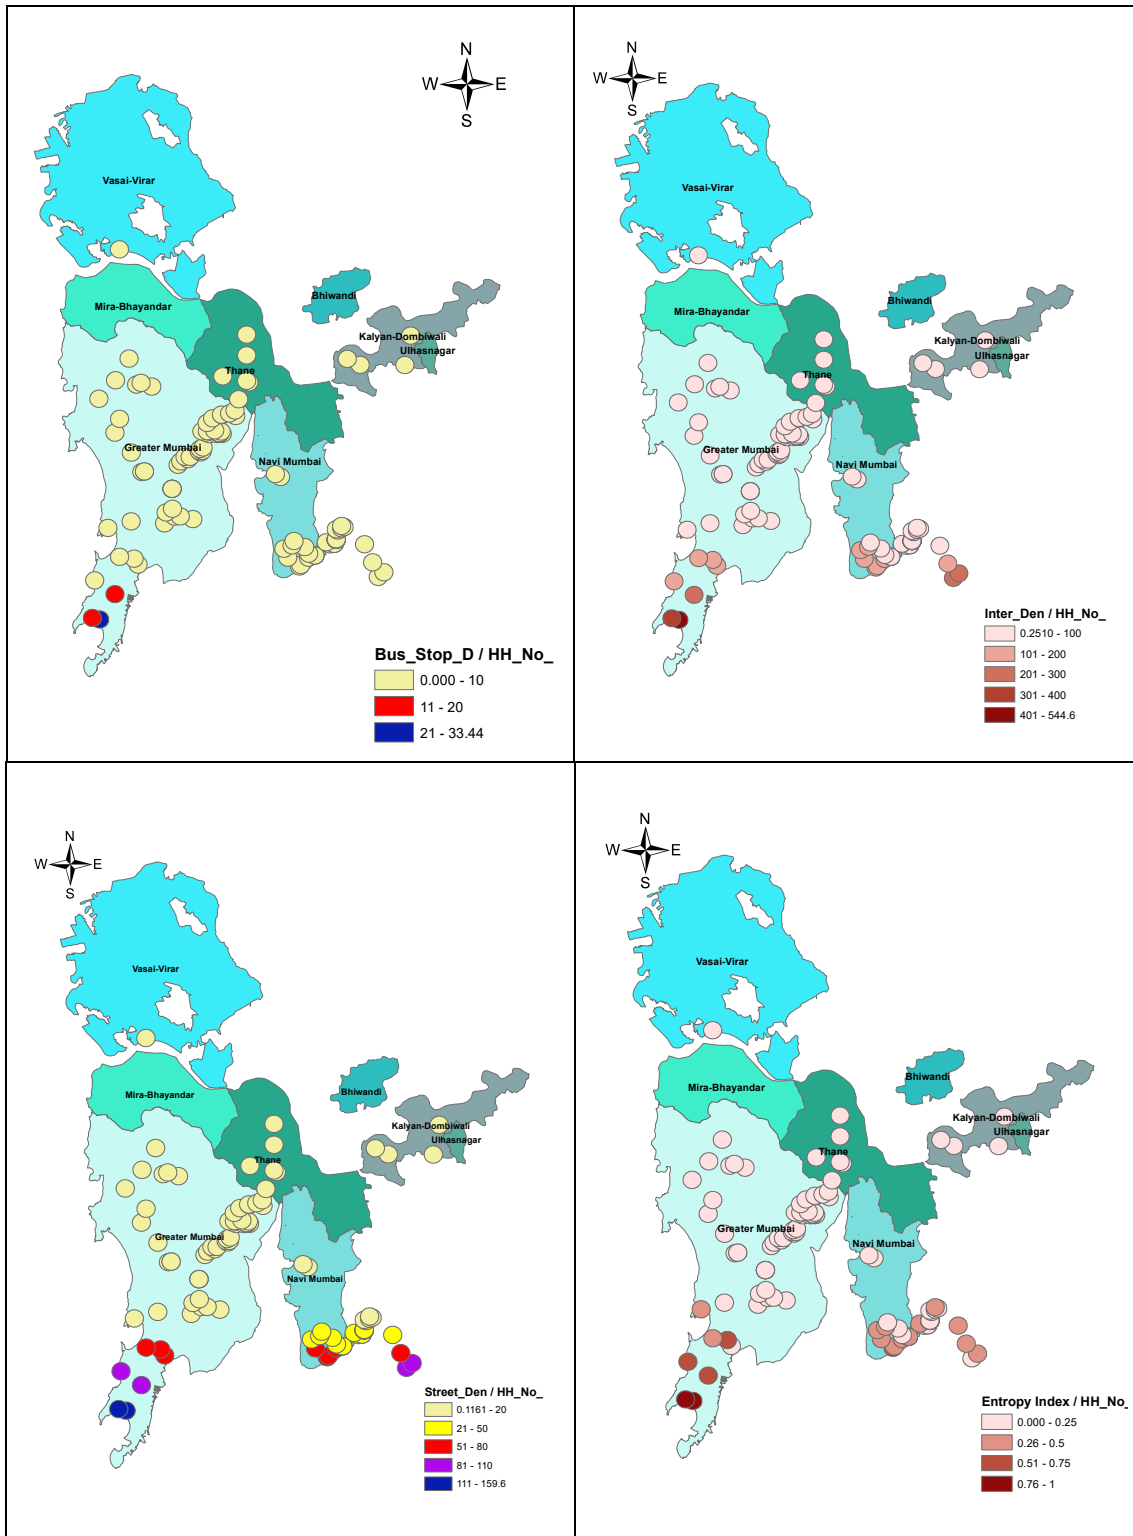 N
W
E
S
Vasai-Virar
Mira-Bhayandar
Bhiwandi
Kalyan-Dombiwali
Ulhasnagar
Thane
Greater Mumbai
Navi Mumbai
Bus_Stop_D / HH_No_
0.000 - 10
11 - 20
21 - 33.44
N
W
E
S
Vasai-Virar
Mira-Bhayandar
Bhiwandi
Kalyan-Dombiwali
Ulhasnagar
Thane
Greater Mumbai
Navi Mumbai
Inter_Den / HH_No_
0.2510 - 100
101 - 200
201 - 300
301 - 400
401 - 544.6
N
W
E
S
Vasai-Virar
Mira-Bhayandar
Bhiwandi
Kalyan-Dombiwali
Ulhasnagar
Thane
Greater Mumbai
Navi Mumbai
Street_Den / HH_No_
0.1161 - 20
21 - 50
51 - 80
81 - 110
111 - 159.6
N
W
E
S
Vasai-Virar
Mira-Bhayandar
Bhiwandi
Kalyan-Dombiwali
Ulhasnagar
Thane
Greater Mumbai
Navi Mumbai
Entropy Index / HH_No_
0.000 - 0.25
0.26 - 0.5
0.51 - 0.75
0.76 - 1